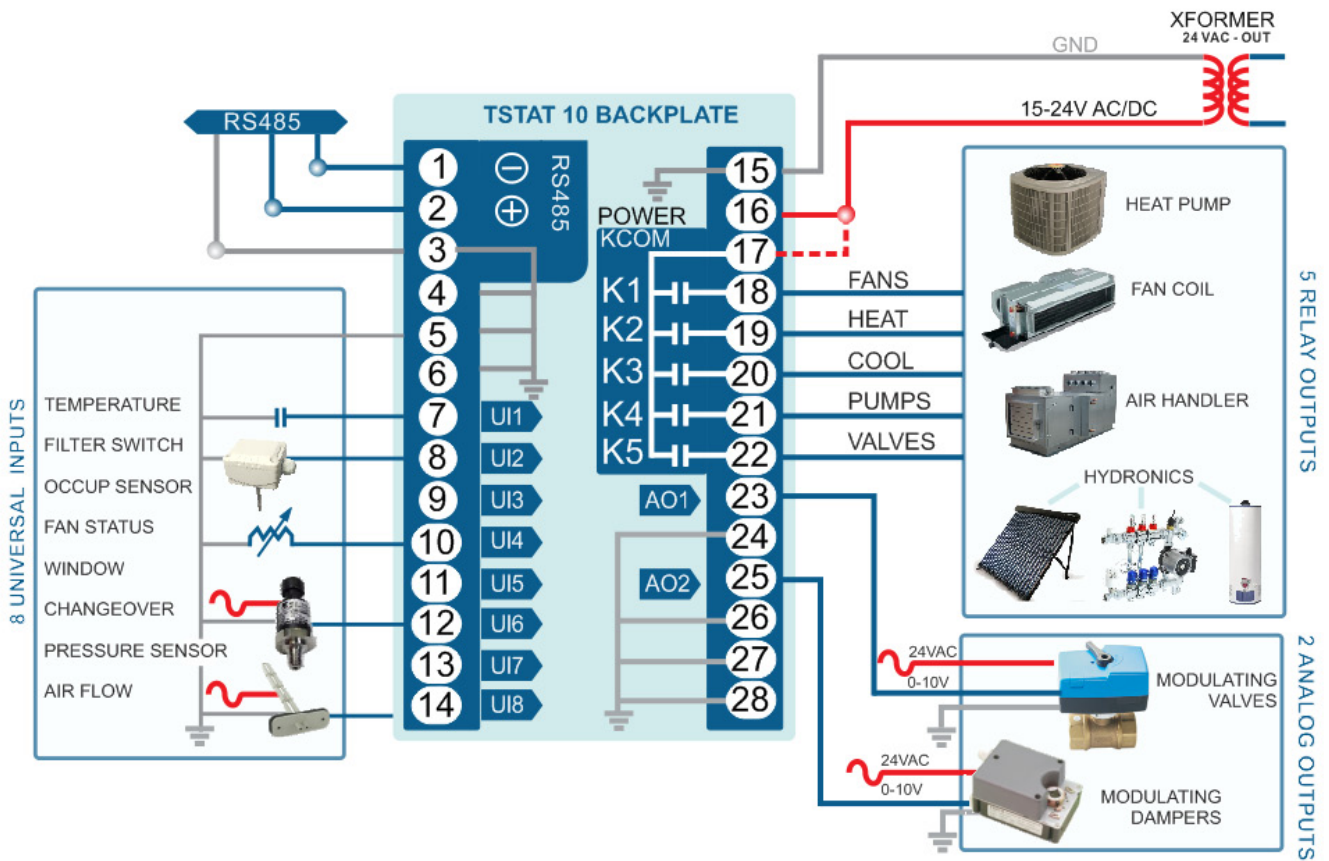 XFORMER
24 VAC - OUT
GND
15-24V AC/DC
RS485
TSTAT 10 BACKPLATE
1
2
3
4
5
6
7
8
9
10
11
12
13
14
RS485
UI1
UI2
UI3
UI4
UI5
UI6
UI7
UI8
POWER
KCOM
K1
K2
K3
K4
K5
AO1
AO2
15
16
17
18
19
20
21
22
23
24
25
26
27
28
FANS
HEAT
COOL
PUMPS
VALVES
8 UNIVERSAL INPUTS
TEMPERATURE
FILTER SWITCH
OCCUP SENSOR
FAN STATUS
WINDOW
CHANGEOVER
PRESSURE SENSOR
AIR FLOW
HEAT PUMP
FAN COIL
AIR HANDLER
HYDRONICS
5 RELAY OUTPUTS
24VAC
0-10V
MODULATING
VALVES
24VAC
0-10V
MODULATING
DAMPERS
2 ANALOG OUTPUTS